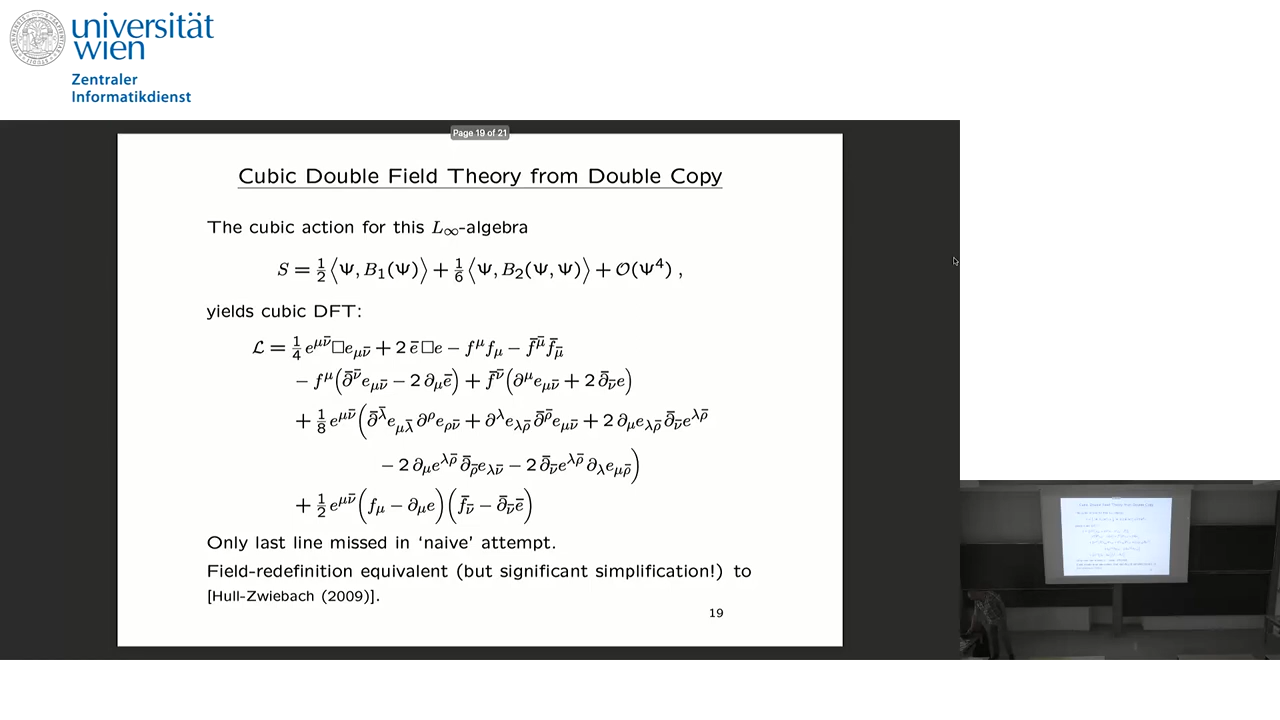 universität
wien
Zentraler
Informatikdienst
Page 19 of 21
Cubic Double Field Theory from Double Copy
The cubic action for this L∞-algebra
S = ½⟨Ψ, B₁(Ψ)⟩ + ⅙⟨Ψ, B₂(Ψ, Ψ)⟩ + 𝒪(Ψ⁴) ,
yields cubic DFT:
ℒ = ¼ e^{μν̄}□e_{μν̄} + 2 ē□e − f^μ f_μ − f̄^{μ̄} f̄_{μ̄}
− f^μ(∂̄^{ν̄} e_{μν̄} − 2 ∂_μ ē) + f̄^{ν̄}(∂^μ e_{μν̄} + 2 ∂̄_{ν̄} e)
+ ⅛ e^{μν̄}(∂̄^{λ̄} e_{μλ̄} ∂^ρ e_{ρν̄} + ∂^λ e_{λρ̄} ∂̄^{ρ̄} e_{μν̄} + 2 ∂_μ e_{λρ̄} ∂̄_{ν̄} e^{λρ̄}
− 2 ∂_μ e^{λρ̄} ∂̄_{ρ̄} e_{λν̄} − 2 ∂̄_{ν̄} e^{λρ̄} ∂_λ e_{μρ̄})
+ ½ e^{μν̄}(f_μ − ∂_μ e)(f̄_{ν̄} − ∂̄_{ν̄} ē)
Only last line missed in ‘naive’ attempt.
Field-redefinition equivalent (but significant simplification!) to
[Hull-Zwiebach (2009)].
19